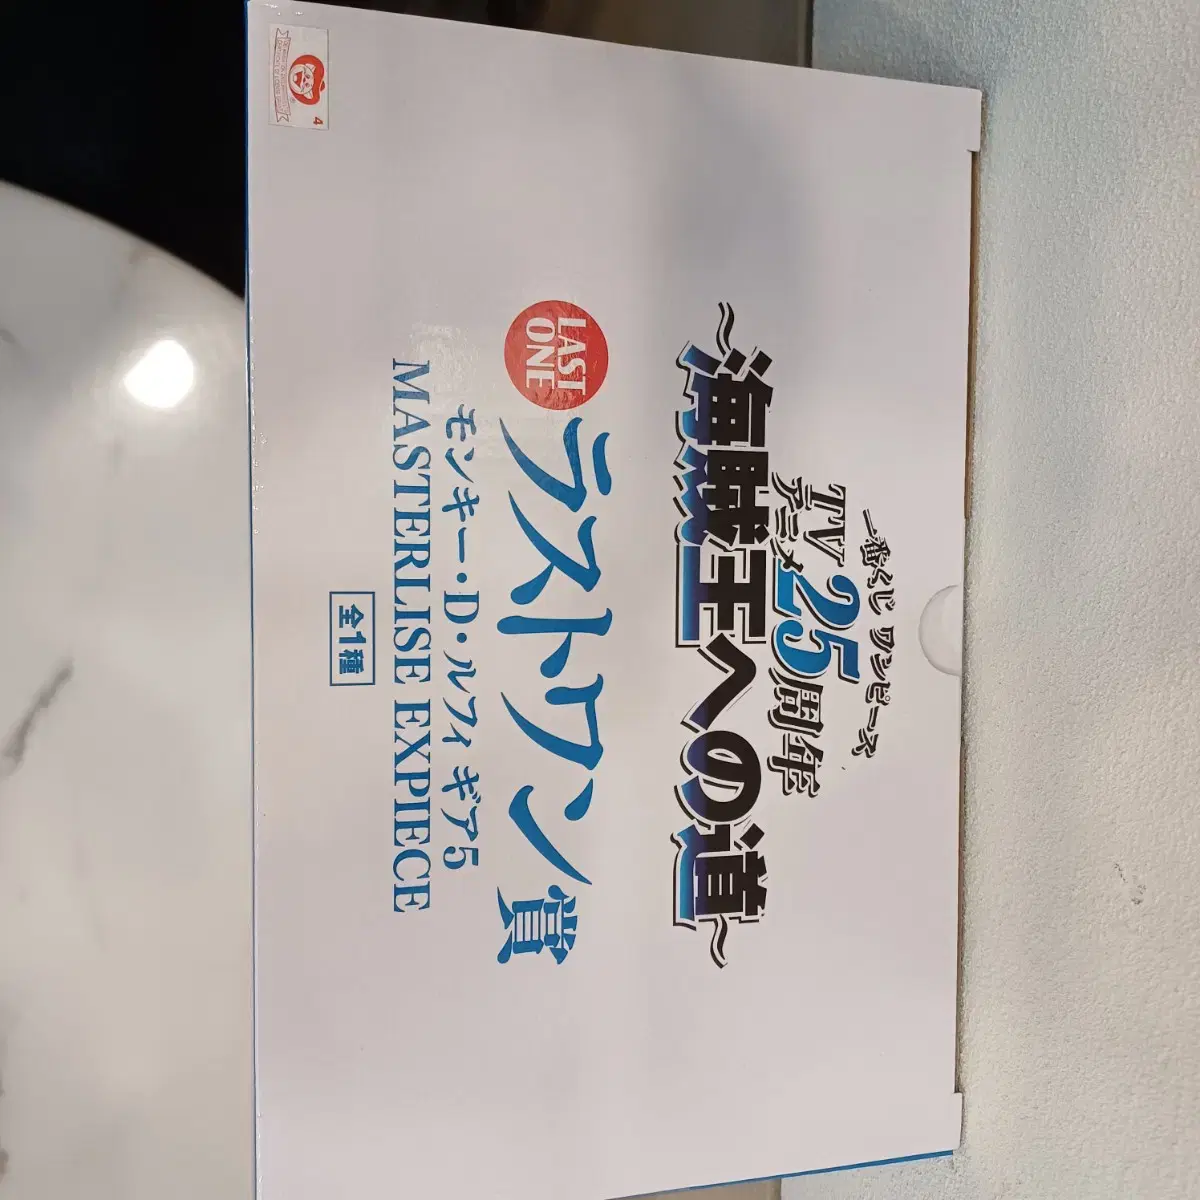 一番くじ ワンピース
TVアニメ25周年
～海賊王への道～
LAST ONE
ラストワン賞
モンキー・D・ルフィ ギア5
MASTERLISE EXPIECE
全1種
4